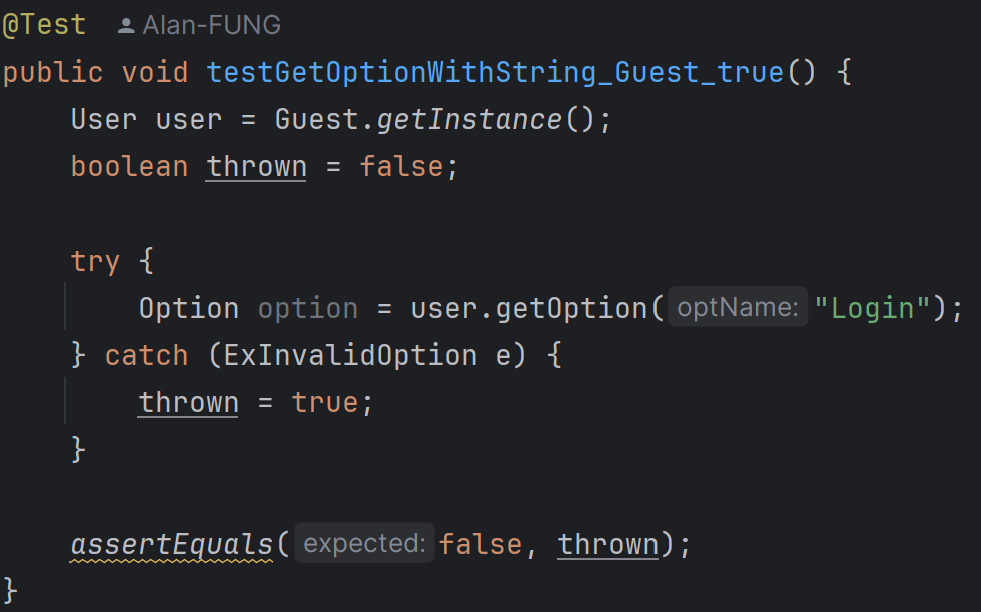 @Test Alan-FUNG
public void testGetOptionWithString_Guest_true() {
    User user = Guest.getInstance();
    boolean thrown = false;

    try {
        Option option = user.getOption( optName: "Login");
    } catch (ExInvalidOption e) {
        thrown = true;
    }

    assertEquals( expected: false, thrown);
}